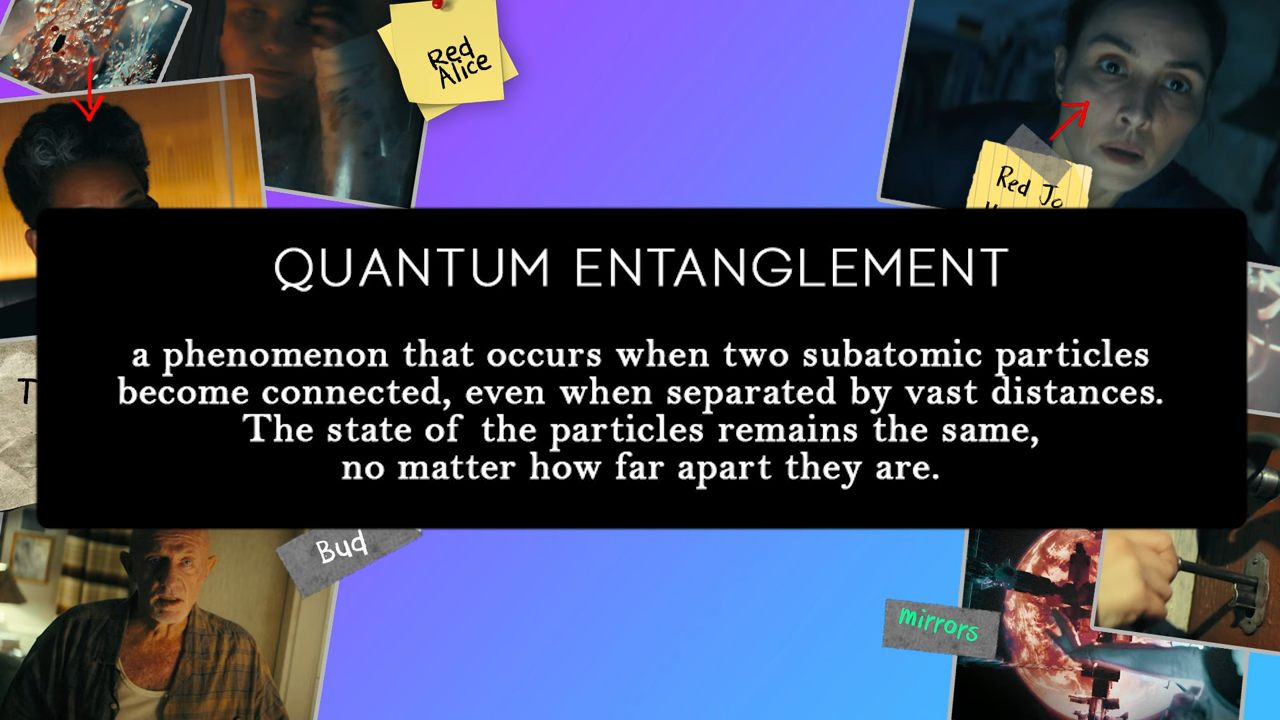 Red
Alice
Red Jo
QUANTUM ENTANGLEMENT
a phenomenon that occurs when two subatomic particles
become connected, even when separated by vast distances.
The state of the particles remains the same,
no matter how far apart they are.
Bud
mirrors